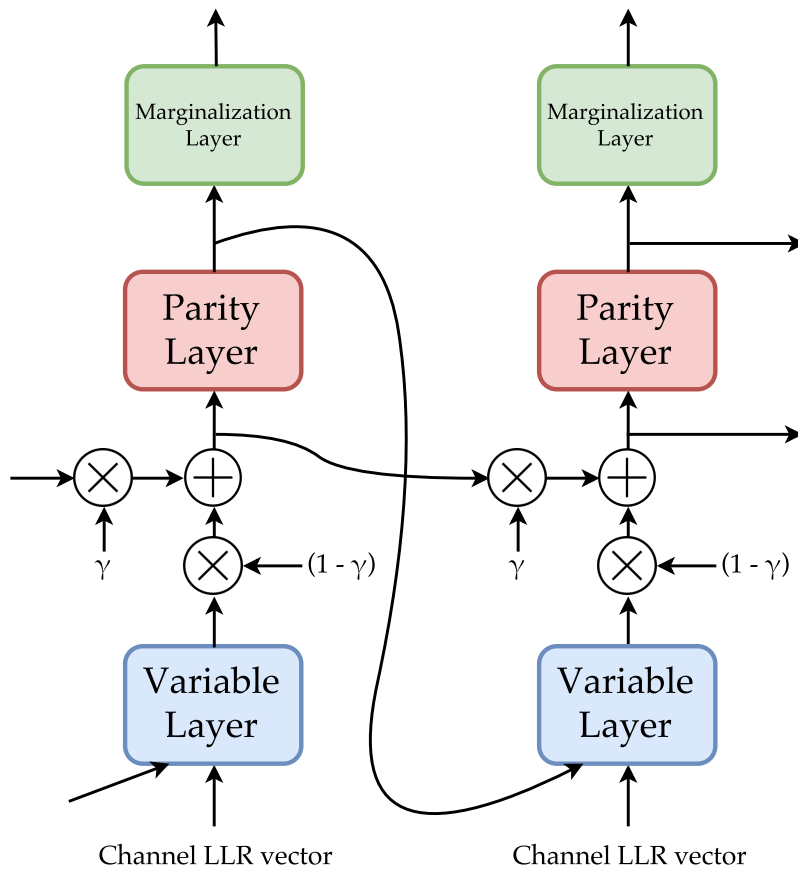 Marginalization
Layer
Marginalization
Layer
Parity
Layer
Parity
Layer
γ
(1 - γ)
γ
(1 - γ)
Variable
Layer
Variable
Layer
Channel LLR vector
Channel LLR vector